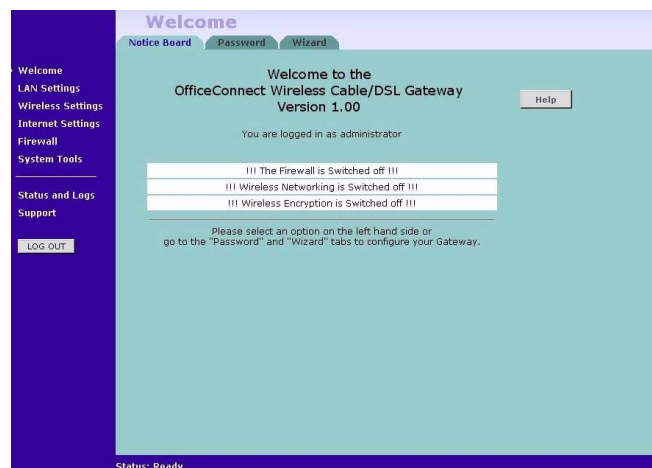 Welcome
Notice Board Password Wizard
Welcome
LAN Settings
Wireless Settings
Internet Settings
Firewall
System Tools
Status and Logs
Support
LOG OUT
Welcome to the
OfficeConnect Wireless Cable/DSL Gateway
Version 1.00
Help
You are logged in as administrator
!!! The Firewall is Switched off !!!
!!! Wireless Networking is Switched off !!!
!!! Wireless Encryption is Switched off !!!
Please select an option on the left hand side or
go to the "Password" and "Wizard" tabs to configure your Gateway.
Status: Ready